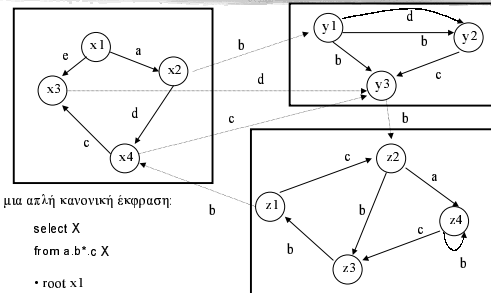 x1
e
a
x2
x3
d
c
x4
b
d
c
b
y1
d
b
y2
b
c
y3
b
z2
c
a
z1
b
z4
c
b
b
z3
μια απλή κανονική έκφραση:
select X
from a.b*.c X
• root x1